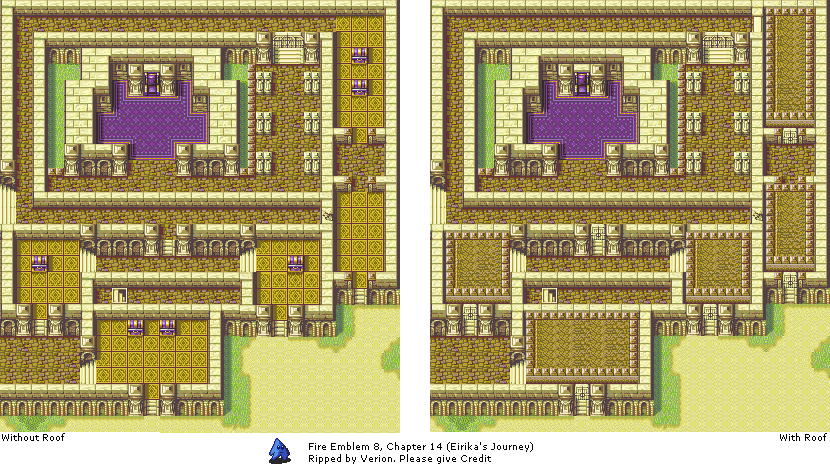 Without Roof
With Roof
Fire Emblem 8, Chapter 14 (Eirika's Journey)
Ripped by Verion. Please give Credit